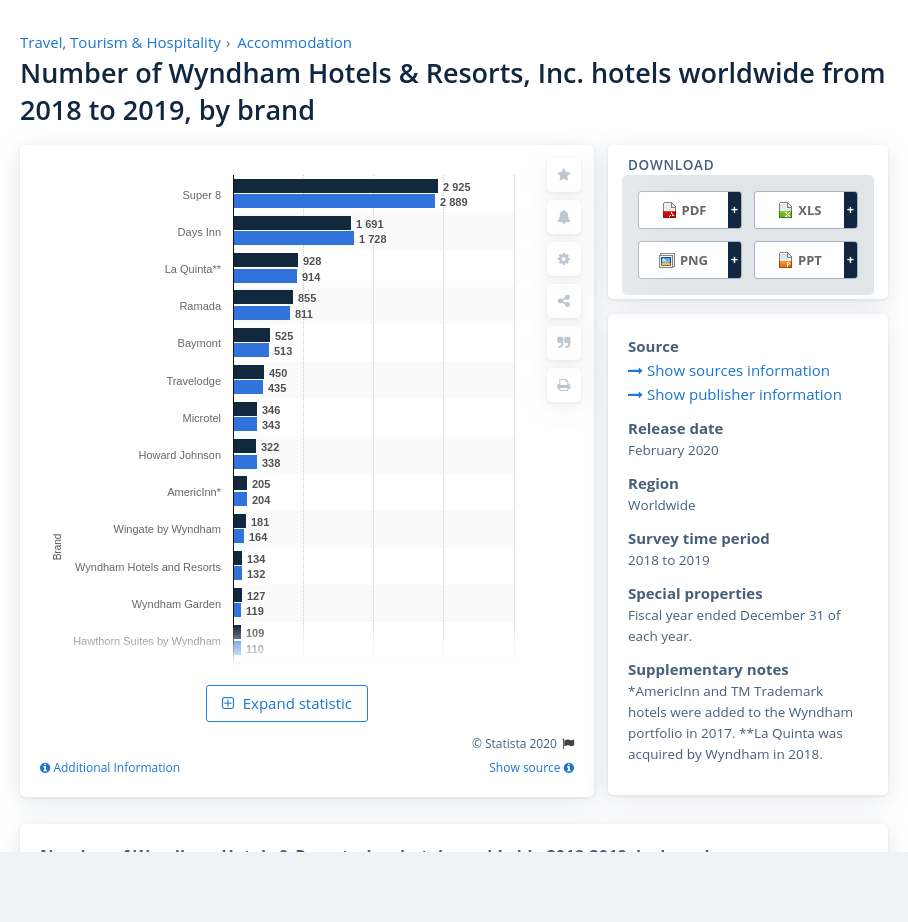 Travel, Tourism & Hospitality › Accommodation
Number of Wyndham Hotels & Resorts, Inc. hotels worldwide from
2018 to 2019, by brand
Super 8
2 925
2 889
Days Inn
1 691
1 728
La Quinta**
928
914
Ramada
855
811
Baymont
525
513
Travelodge
450
435
Microtel
346
343
Howard Johnson
322
338
AmericInn*
205
204
Wingate by Wyndham
181
164
Wyndham Hotels and Resorts
134
132
Wyndham Garden
127
119
Hawthorn Suites by Wyndham
109
110
Brand
Expand statistic
© Statista 2020
Additional Information
Show source
DOWNLOAD
PDF +
XLS +
PNG +
PPT +
Source
Show sources information
Show publisher information
Release date
February 2020
Region
Worldwide
Survey time period
2018 to 2019
Special properties
Fiscal year ended December 31 of
each year.
Supplementary notes
*AmericInn and TM Trademark
hotels were added to the Wyndham
portfolio in 2017. **La Quinta was
acquired by Wyndham in 2018.